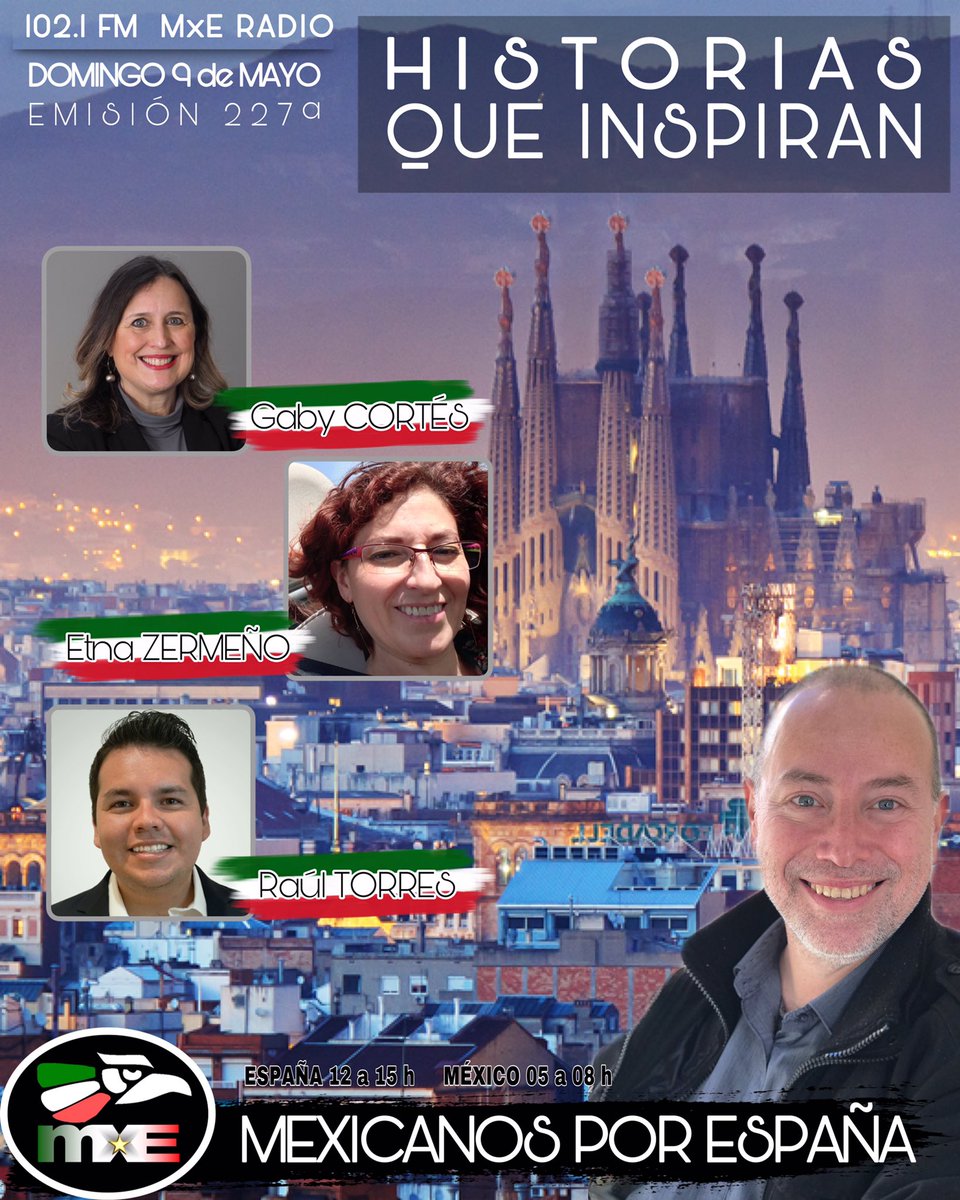 102.1 FM MxE RADIO
DOMINGO 9 de MAYO
EMISIÓN 227ª
HISTORIAS
QUE INSPIRAN
Gaby CORTÉS
Etna ZERMEÑO
Raúl TORRES
ESPAÑA 12 a 15 h MÉXICO 05 a 08 h
MxE
MEXICANOS POR ESPAÑA